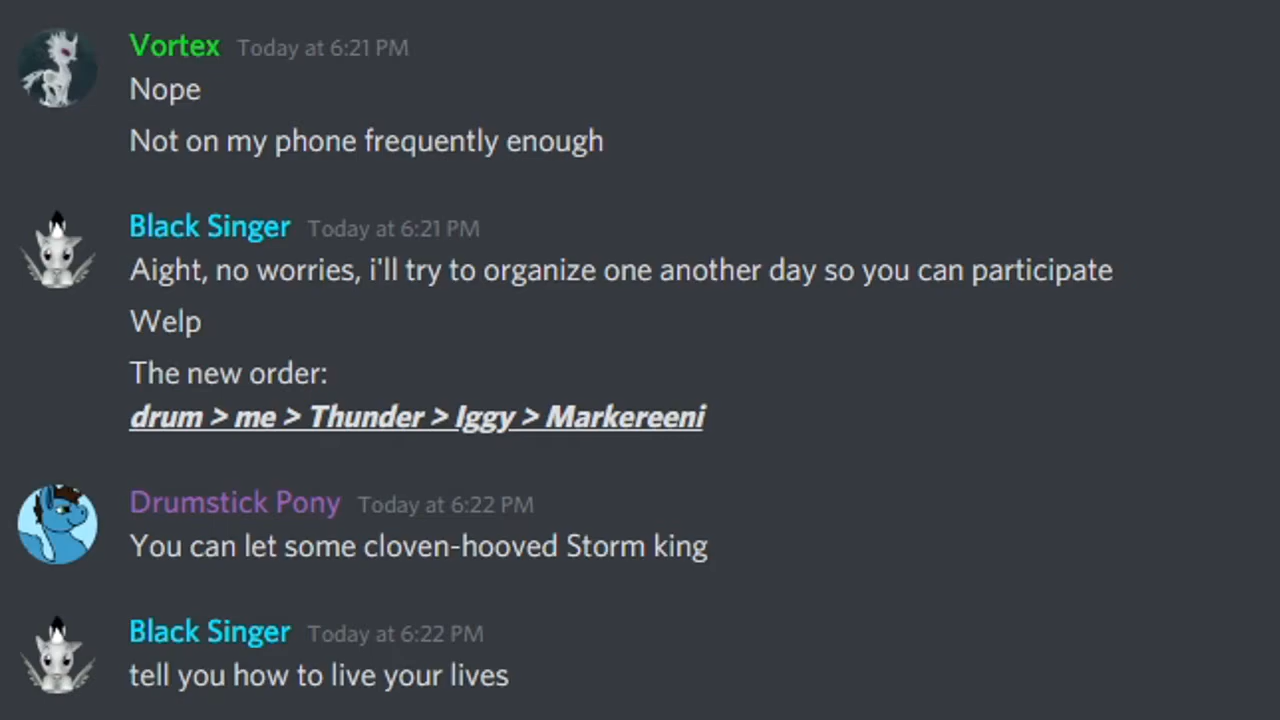 Vortex Today at 6:21 PM
Nope
Not on my phone frequently enough
Black Singer Today at 6:21 PM
Aight, no worries, i'll try to organize one another day so you can participate
Welp
The new order:
drum > me > Thunder > Iggy > Markereeni
Drumstick Pony Today at 6:22 PM
You can let some cloven-hooved Storm king
Black Singer Today at 6:22 PM
tell you how to live your lives